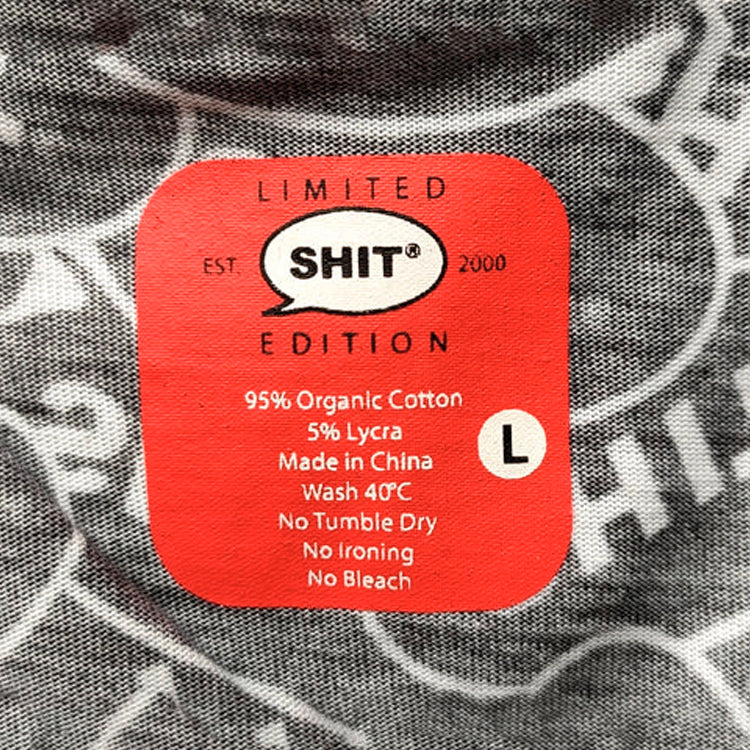 LIMITED
EST. SHIT® 2000
EDITION
95% Organic Cotton
5% Lycra
L
Made in China
Wash 40°C
No Tumble Dry
No Ironing
No Bleach
HI